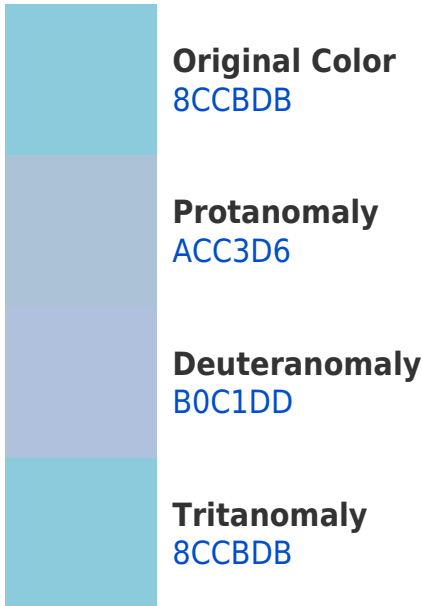 Original Color
8CCBDB
Protanomaly
ACC3D6
Deuteranomaly
B0C1DD
Tritanomaly
8CCBDB